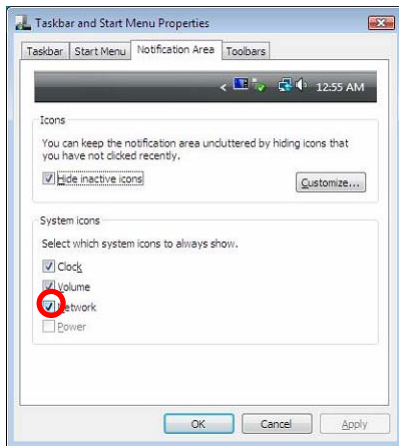 Taskbar and Start Menu Properties
Taskbar Start Menu Notification Area Toolbars
< 12:55 AM
Icons
You can keep the notification area uncluttered by hiding icons that
you have not clicked recently.
Hide inactive icons
Customize...
System icons
Select which system icons to always show.
Clock
Volume
Network
Power
OK Cancel Apply